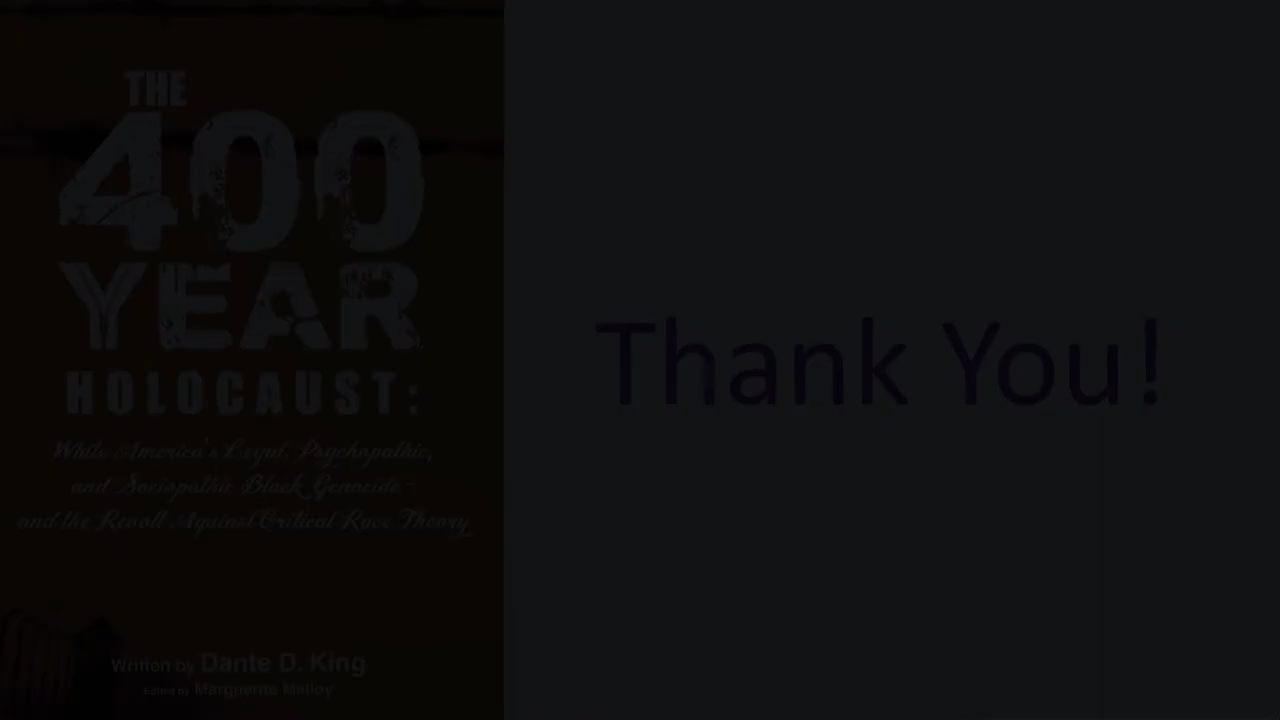 THE
400
YEAR
HOLOCAUST:
White America's Legal, Psychopathic,
and Sociopathic Black Genocide -
and the Revolt Against Critical Race Theory
Written by Dante D. King
Edited by Marguerite Malloy
Thank You!